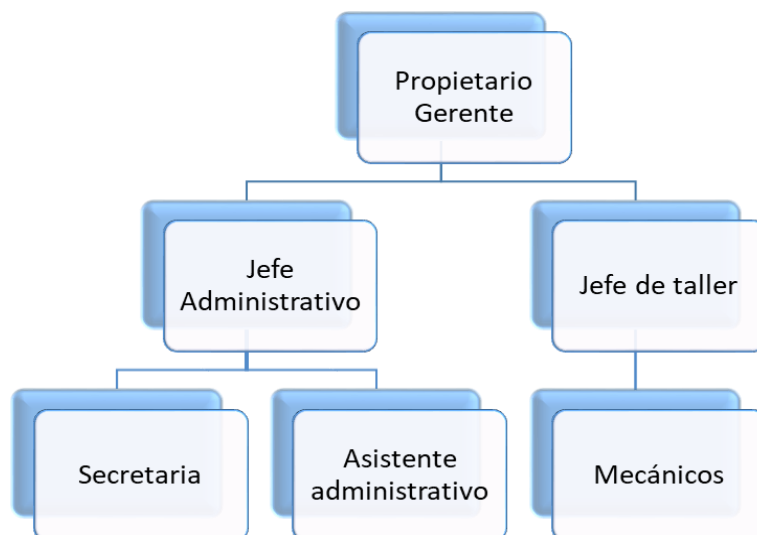 Propietario
Gerente
Jefe
Administrativo
Jefe de taller
Secretaria
Asistente
administrativo
Mecánicos